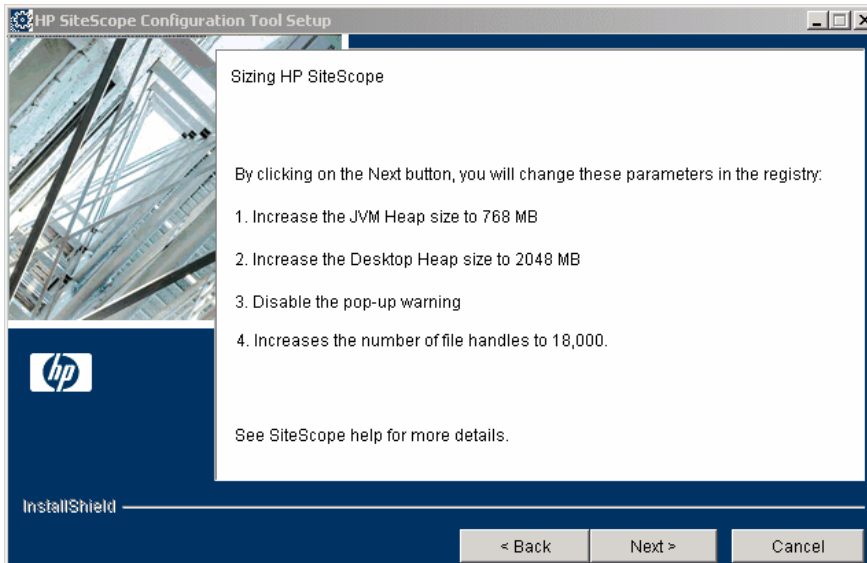 HP SiteScope Configuration Tool Setup
Sizing HP SiteScope
By clicking on the Next button, you will change these parameters in the registry:
1. Increase the JVM Heap size to 768 MB
2. Increase the Desktop Heap size to 2048 MB
3. Disable the pop-up warning
4. Increases the number of file handles to 18,000.
hp
See SiteScope help for more details.
InstallShield
< Back
Next >
Cancel